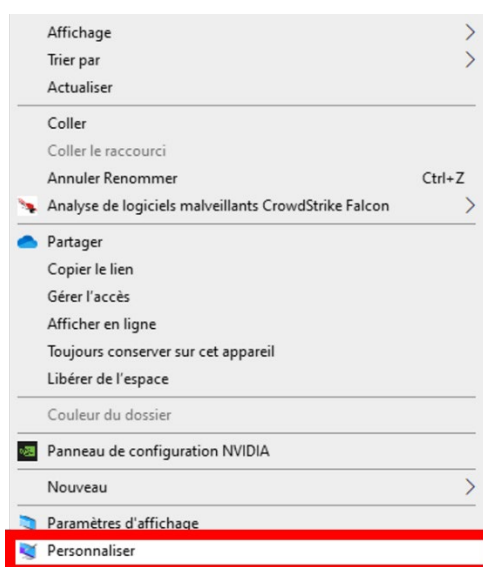 Affichage
Trier par
Actualiser
Coller
Coller le raccourci
Annuler Renommer Ctrl+Z
Analyse de logiciels malveillants CrowdStrike Falcon
Partager
Copier le lien
Gérer l'accès
Afficher en ligne
Toujours conserver sur cet appareil
Libérer de l'espace
Couleur du dossier
Panneau de configuration NVIDIA
Nouveau
Paramètres d'affichage
Personnaliser